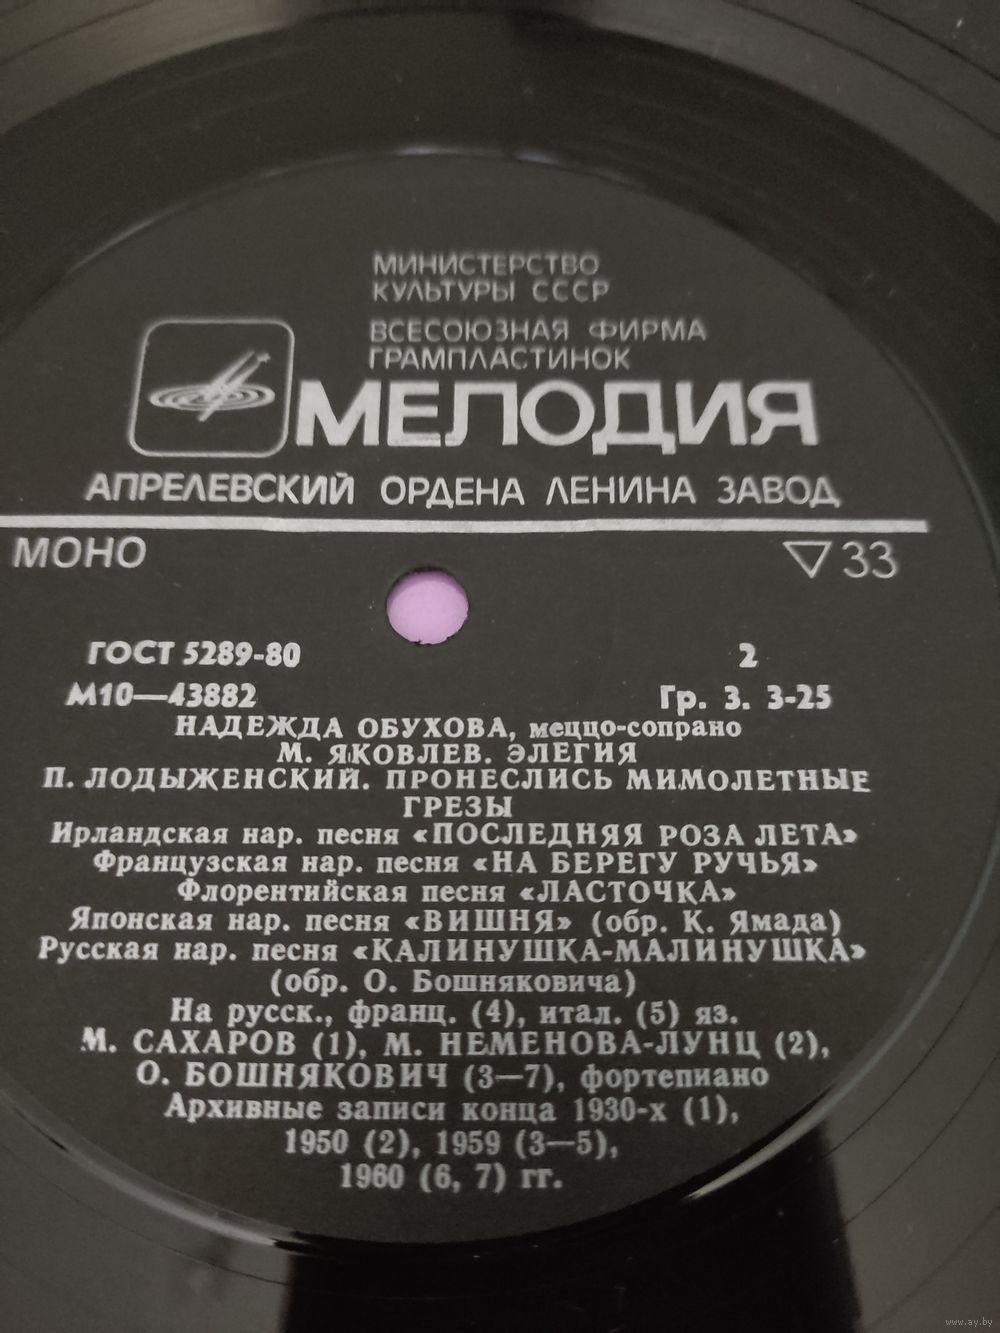 МИНИСТЕРСТВО
КУЛЬТУРЫ СССР
ВСЕСОЮЗНАЯ ФИРМА
ГРАМПЛАСТИНОК
МЕЛОДИЯ
АПРЕЛЕВСКИЙ ОРДЕНА ЛЕНИНА ЗАВОД
МОНО ▽ 33
ГОСТ 5289-80 2
М10—43882 Гр. 3. 3-25
НАДЕЖДА ОБУХОВА, меццо-сопрано
М. ЯКОВЛЕВ. ЭЛЕГИЯ
П. ЛОДЫЖЕНСКИЙ. ПРОНЕСЛИСЬ МИМОЛЕТНЫЕ
ГРЕЗЫ
Ирландская нар. песня «ПОСЛЕДНЯЯ РОЗА ЛЕТА»
Французская нар. песня «НА БЕРЕГУ РУЧЬЯ»
Флорентийская песня «ЛАСТОЧКА»
Японская нар. песня «ВИШНЯ» (обр. К. Ямада)
Русская нар. песня «КАЛИНУШКА-МАЛИНУШКА»
(обр. О. Бошняковича)
На русск., франц. (4), итал. (5) яз.
М. САХАРОВ (1), М. НЕМЕНОВА-ЛУНЦ (2),
О. БОШНЯКОВИЧ (3—7), фортепиано
Архивные записи конца 1930-х (1),
1950 (2), 1959 (3—5),
1960 (6, 7) гг.
www.ay.by